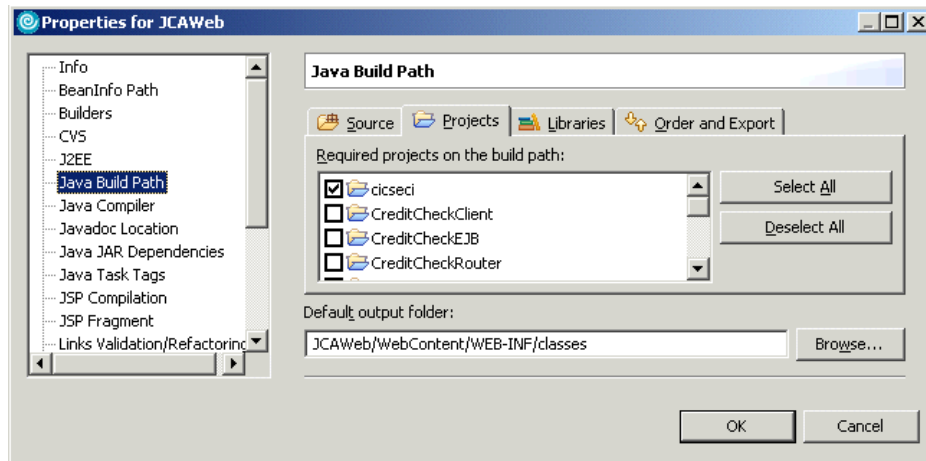 Properties for JCAWeb
Info
BeanInfo Path
Builders
CVS
J2EE
Java Build Path
Java Compiler
Javadoc Location
Java JAR Dependencies
Java Task Tags
JSP Compilation
JSP Fragment
Links Validation/Refactoring
Java Build Path
Source Projects Libraries Order and Export
Required projects on the build path:
cicseci
CreditCheckClient
CreditCheckEJB
CreditCheckRouter
Select All
Deselect All
Default output folder:
JCAWeb/WebContent/WEB-INF/classes
Browse...
OK Cancel